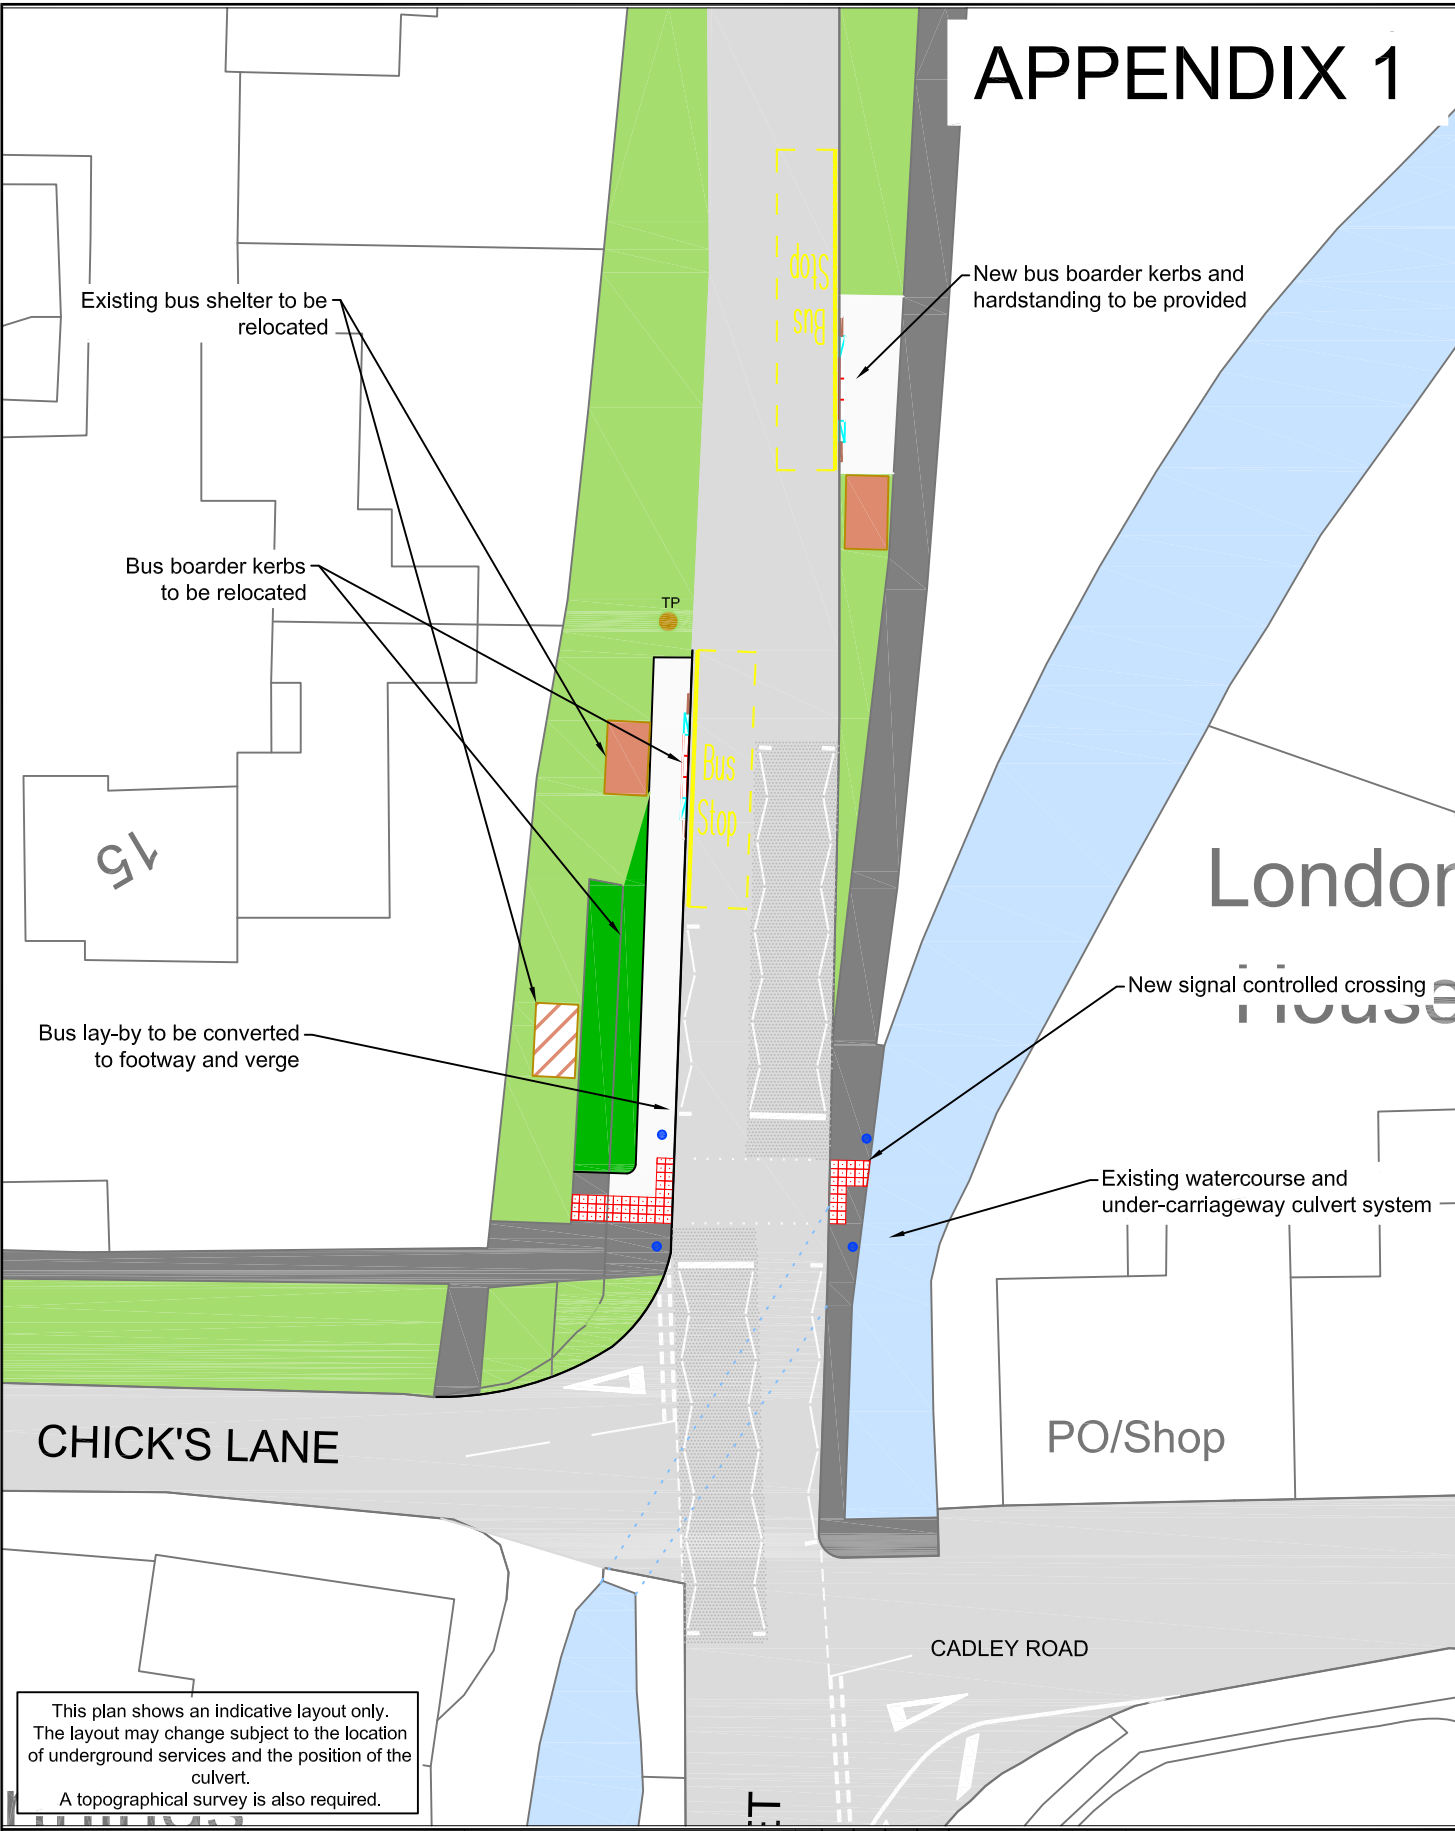 APPENDIX 1
Stop
Bus
New bus boarder kerbs and
hardstanding to be provided
Existing bus shelter to be
relocated
Bus boarder kerbs
to be relocated
TP
Bus
Stop
15
London
House
New signal controlled crossing
Bus lay-by to be converted
to footway and verge
Existing watercourse and
under-carriageway culvert system
CHICK'S LANE
PO/Shop
CADLEY ROAD
This plan shows an indicative layout only.
The layout may change subject to the location
of underground services and the position of the
culvert.
A topographical survey is also required.
ET